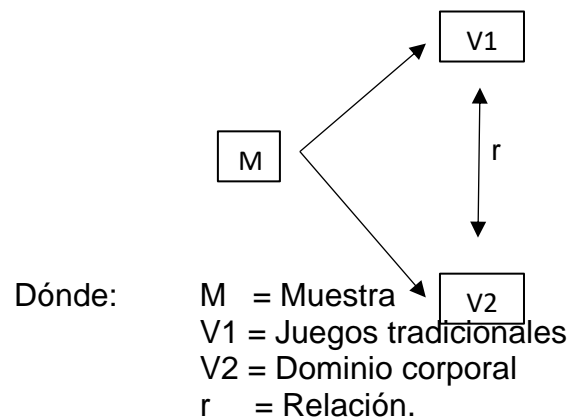 V1
M
r
V2
Dónde: M = Muestra
V1 = Juegos tradicionales
V2 = Dominio corporal
r = Relación.